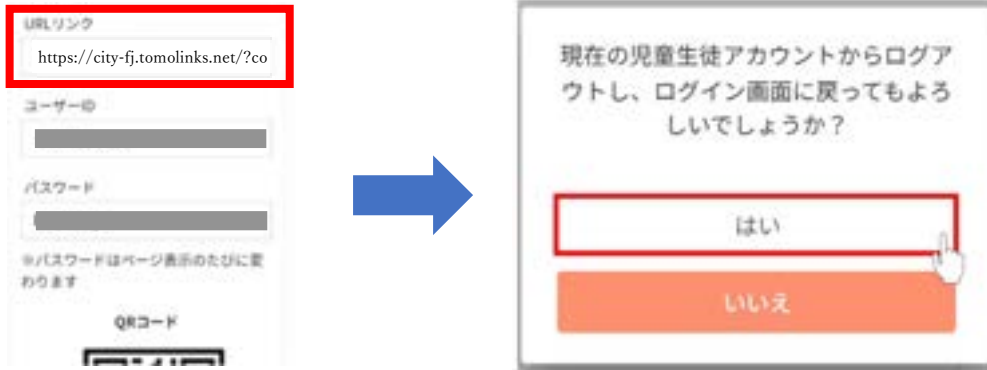 URLリンク
https://city-fj.tomolinks.net/?co
ユーザーID
パスワード
※パスワードはページ表示のたびに変
わります
QRコード
現在の児童生徒アカウントからログア
ウトし、ログイン画面に戻ってもよろ
しいでしょうか？
はい
いいえ